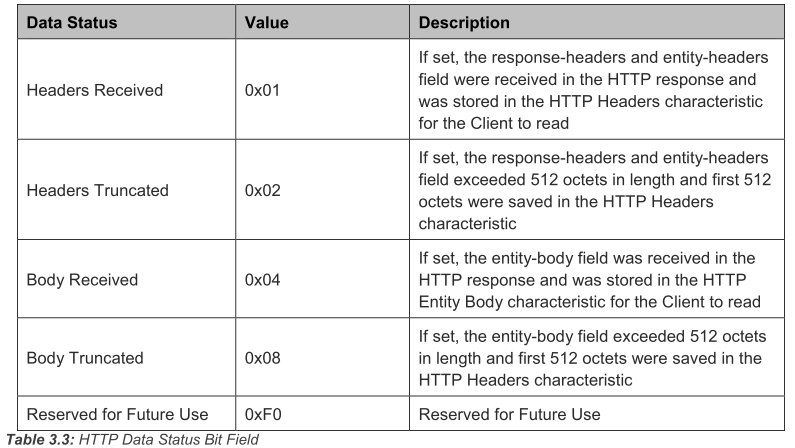 Data Status Value Description
Headers Received 0x01 If set, the response-headers and entity-headers
field were received in the HTTP response and
was stored in the HTTP Headers characteristic
for the Client to read
Headers Truncated 0x02 If set, the response-headers and entity-headers
field exceeded 512 octets in length and first 512
octets were saved in the HTTP Headers
characteristic
Body Received 0x04 If set, the entity-body field was received in the
HTTP response and was stored in the HTTP
Entity Body characteristic for the Client to read
Body Truncated 0x08 If set, the entity-body field exceeded 512 octets
in length and first 512 octets were saved in the
HTTP Headers characteristic
Reserved for Future Use 0xF0 Reserved for Future Use
Table 3.3: HTTP Data Status Bit Field